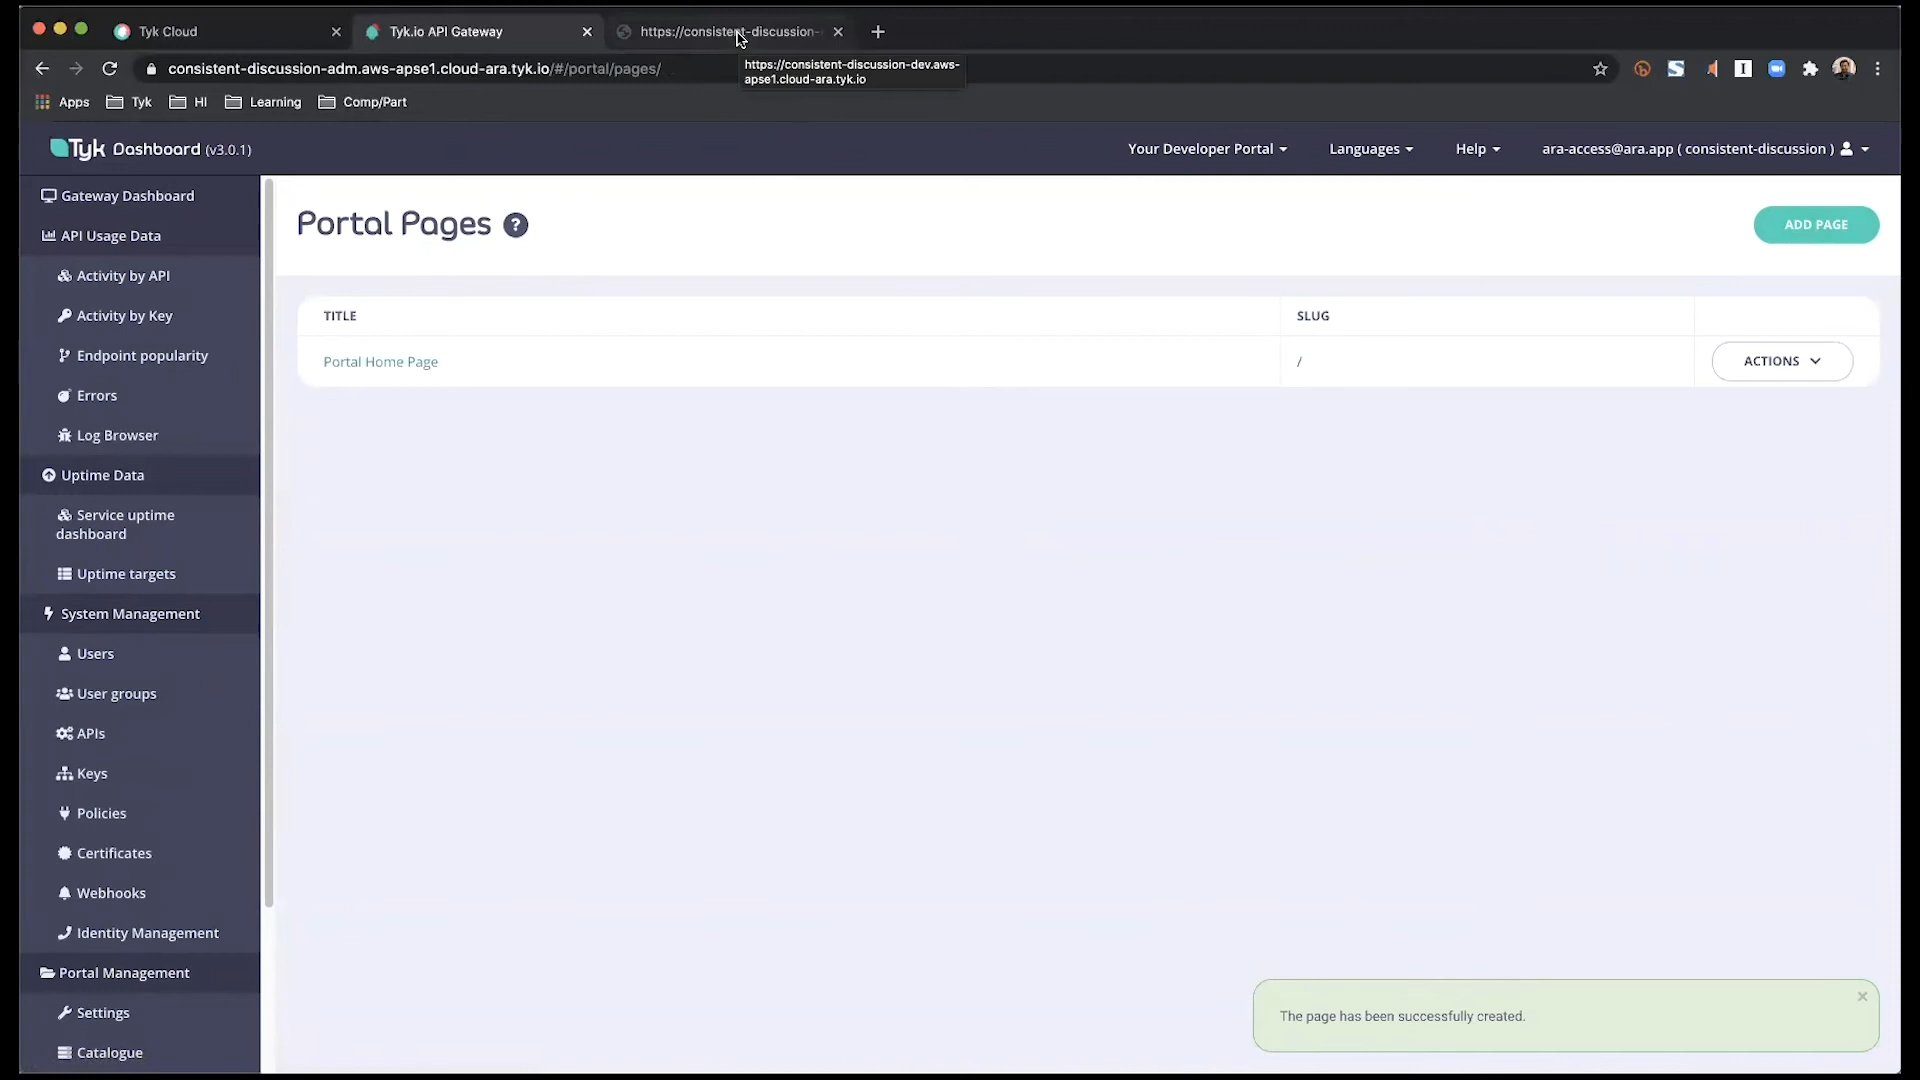 Tyk Cloud
Tyk.io API Gateway
https://consistent-discussion-
consistent-discussion-adm.aws-apse1.cloud-ara.tyk.io/#/portal/pages/
https://consistent-discussion-dev.aws-
apse1.cloud-ara.tyk.io
Apps
Tyk
HI
Learning
Comp/Part
Tyk Dashboard (v3.0.1)
Your Developer Portal
Languages
Help
ara-access@ara.app ( consistent-discussion )
Gateway Dashboard
API Usage Data
Activity by API
Activity by Key
Endpoint popularity
Errors
Log Browser
Uptime Data
Service uptime
dashboard
Uptime targets
System Management
Users
User groups
APIs
Keys
Policies
Certificates
Webhooks
Identity Management
Portal Management
Settings
Catalogue
Portal Pages ?
ADD PAGE
TITLE
SLUG
Portal Home Page
/
ACTIONS
The page has been successfully created.